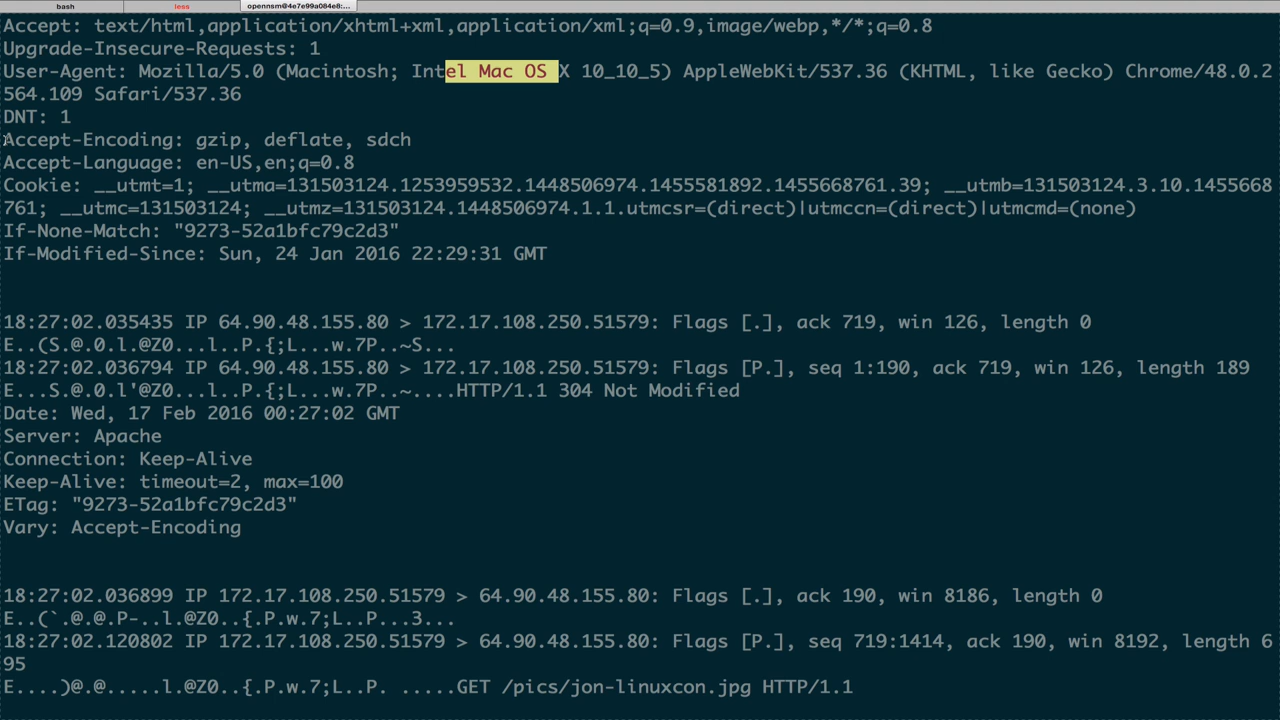 bash less opennsm@4e7e99a084e8:...
Accept: text/html,application/xhtml+xml,application/xml;q=0.9,image/webp,*/*;q=0.8
Upgrade-Insecure-Requests: 1
User-Agent: Mozilla/5.0 (Macintosh; Intel Mac OS X 10_10_5) AppleWebKit/537.36 (KHTML, like Gecko) Chrome/48.0.2
564.109 Safari/537.36
DNT: 1
Accept-Encoding: gzip, deflate, sdch
Accept-Language: en-US,en;q=0.8
Cookie: __utmt=1; __utma=131503124.1253959532.1448506974.1455581892.1455668761.39; __utmb=131503124.3.10.1455668
761; __utmc=131503124; __utmz=131503124.1448506974.1.1.utmcsr=(direct)|utmccn=(direct)|utmcmd=(none)
If-None-Match: "9273-52a1bfc79c2d3"
If-Modified-Since: Sun, 24 Jan 2016 22:29:31 GMT
18:27:02.035435 IP 64.90.48.155.80 > 172.17.108.250.51579: Flags [.], ack 719, win 126, length 0
E..(S.@.0.l.@Z0...l..P.{;L...w.7P..~S...
18:27:02.036794 IP 64.90.48.155.80 > 172.17.108.250.51579: Flags [P.], seq 1:190, ack 719, win 126, length 189
E...S.@.0.l'@Z0...l..P.{;L...w.7P..~....HTTP/1.1 304 Not Modified
Date: Wed, 17 Feb 2016 00:27:02 GMT
Server: Apache
Connection: Keep-Alive
Keep-Alive: timeout=2, max=100
ETag: "9273-52a1bfc79c2d3"
Vary: Accept-Encoding
18:27:02.036899 IP 172.17.108.250.51579 > 64.90.48.155.80: Flags [.], ack 190, win 8186, length 0
E..(`.@.@.P-..l.@Z0..{.P.w.7;L..P...3...
18:27:02.120802 IP 172.17.108.250.51579 > 64.90.48.155.80: Flags [P.], seq 719:1414, ack 190, win 8192, length 6
95
E....)@.@.....l.@Z0..{.P.w.7;L..P. .....GET /pics/jon-linuxcon.jpg HTTP/1.1